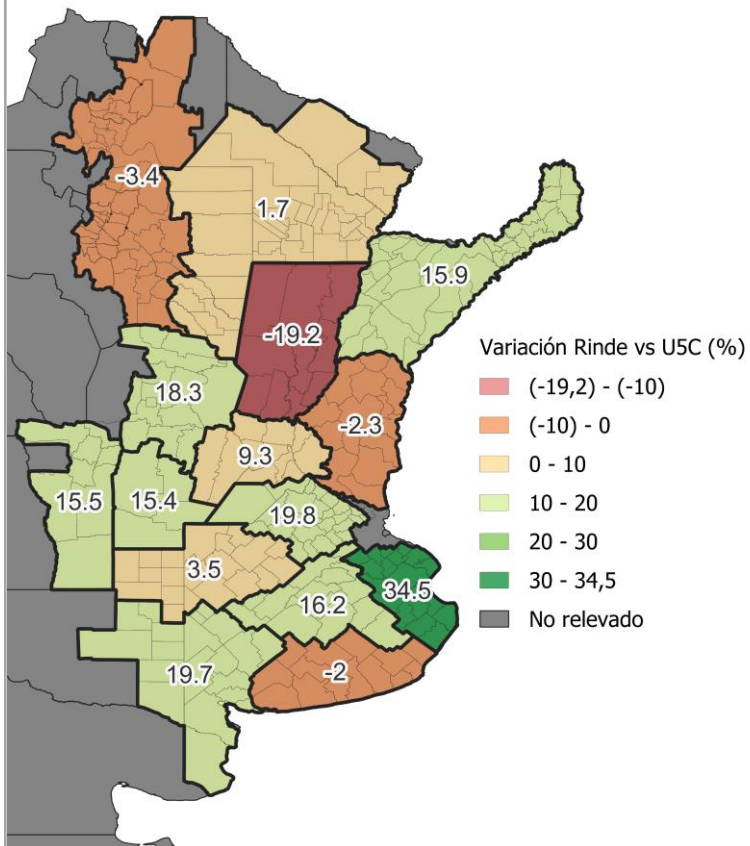 -3.4
1.7
15.9
-19.2
18.3
-2.3
9.3
15.5
15.4
19.8
3.5
34.5
16.2
19.7
-2
Variación Rinde vs U5C (%)
(-19,2) - (-10)
(-10) - 0
0 - 10
10 - 20
20 - 30
30 - 34,5
No relevado